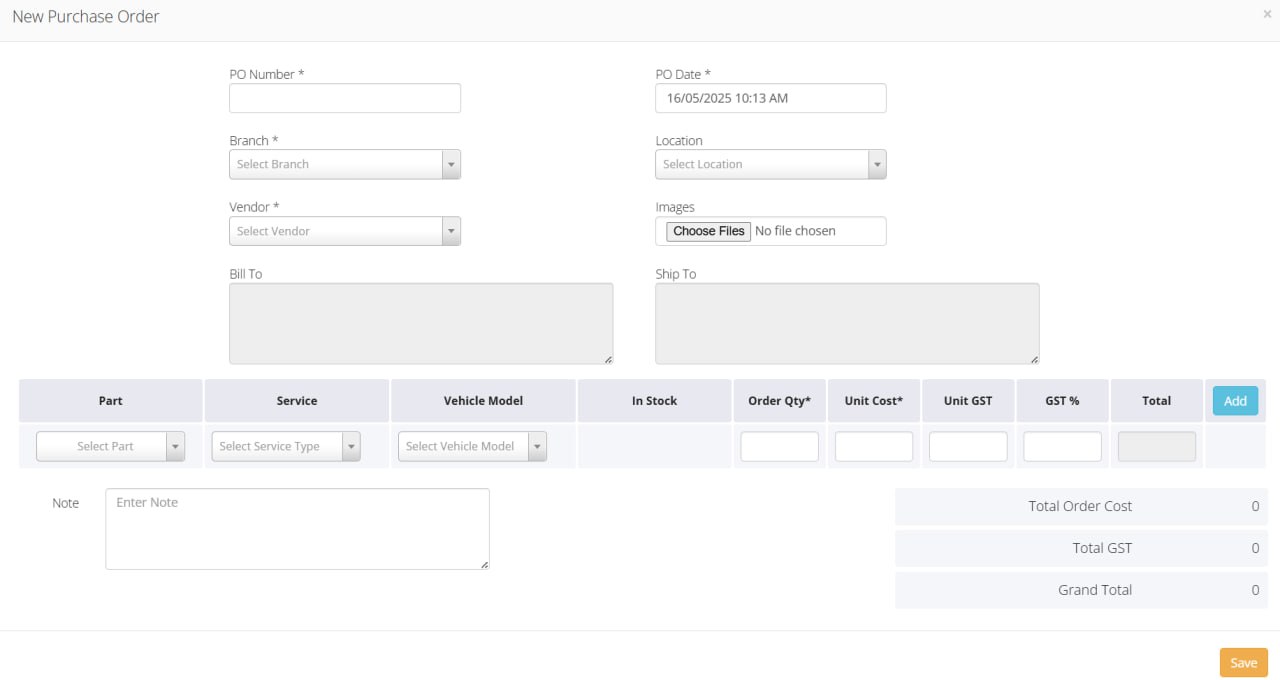 New Purchase Order ×
PO Number * PO Date *
16/05/2025 10:13 AM
Branch * Location
Select Branch Select Location
Vendor * Images
Select Vendor Choose Files No file chosen
Bill To Ship To
Part Service Vehicle Model In Stock Order Qty* Unit Cost* Unit GST GST % Total Add
Select Part Select Service Type Select Vehicle Model
Note Enter Note Total Order Cost 0
Total GST 0
Grand Total 0
Save